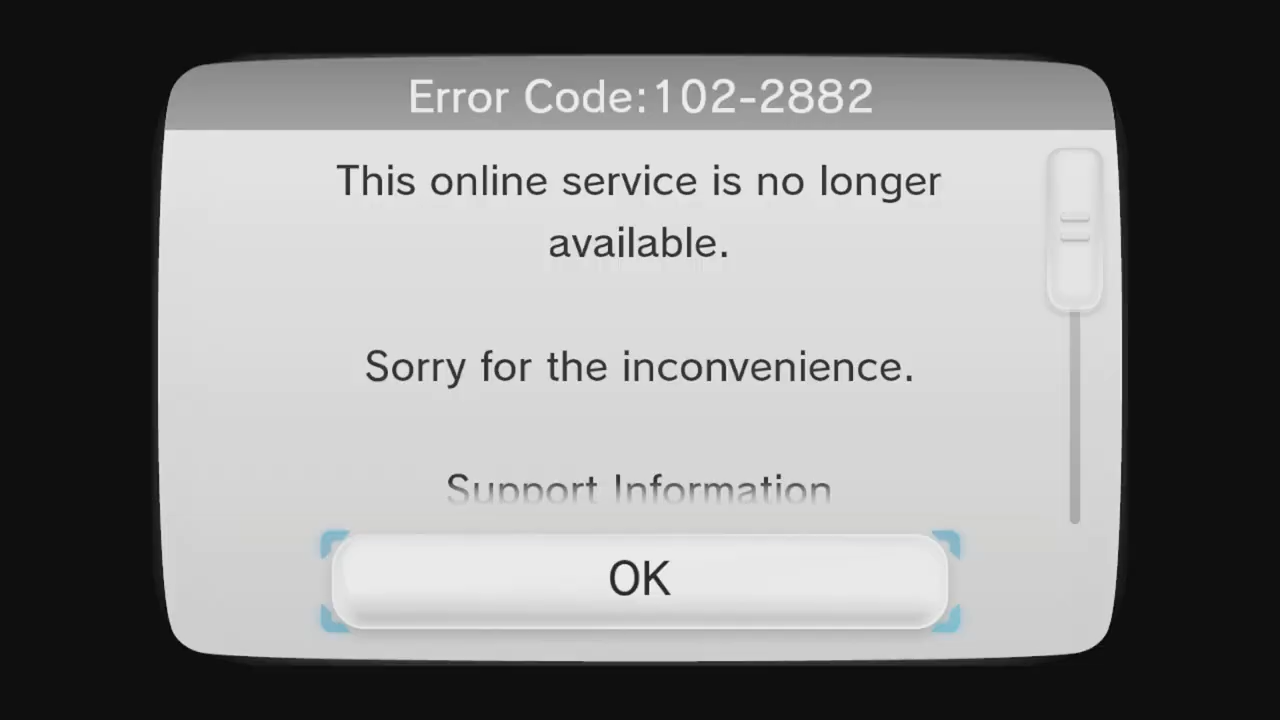 Error Code:102-2882
This online service is no longer
available.
Sorry for the inconvenience.
Support Information
OK